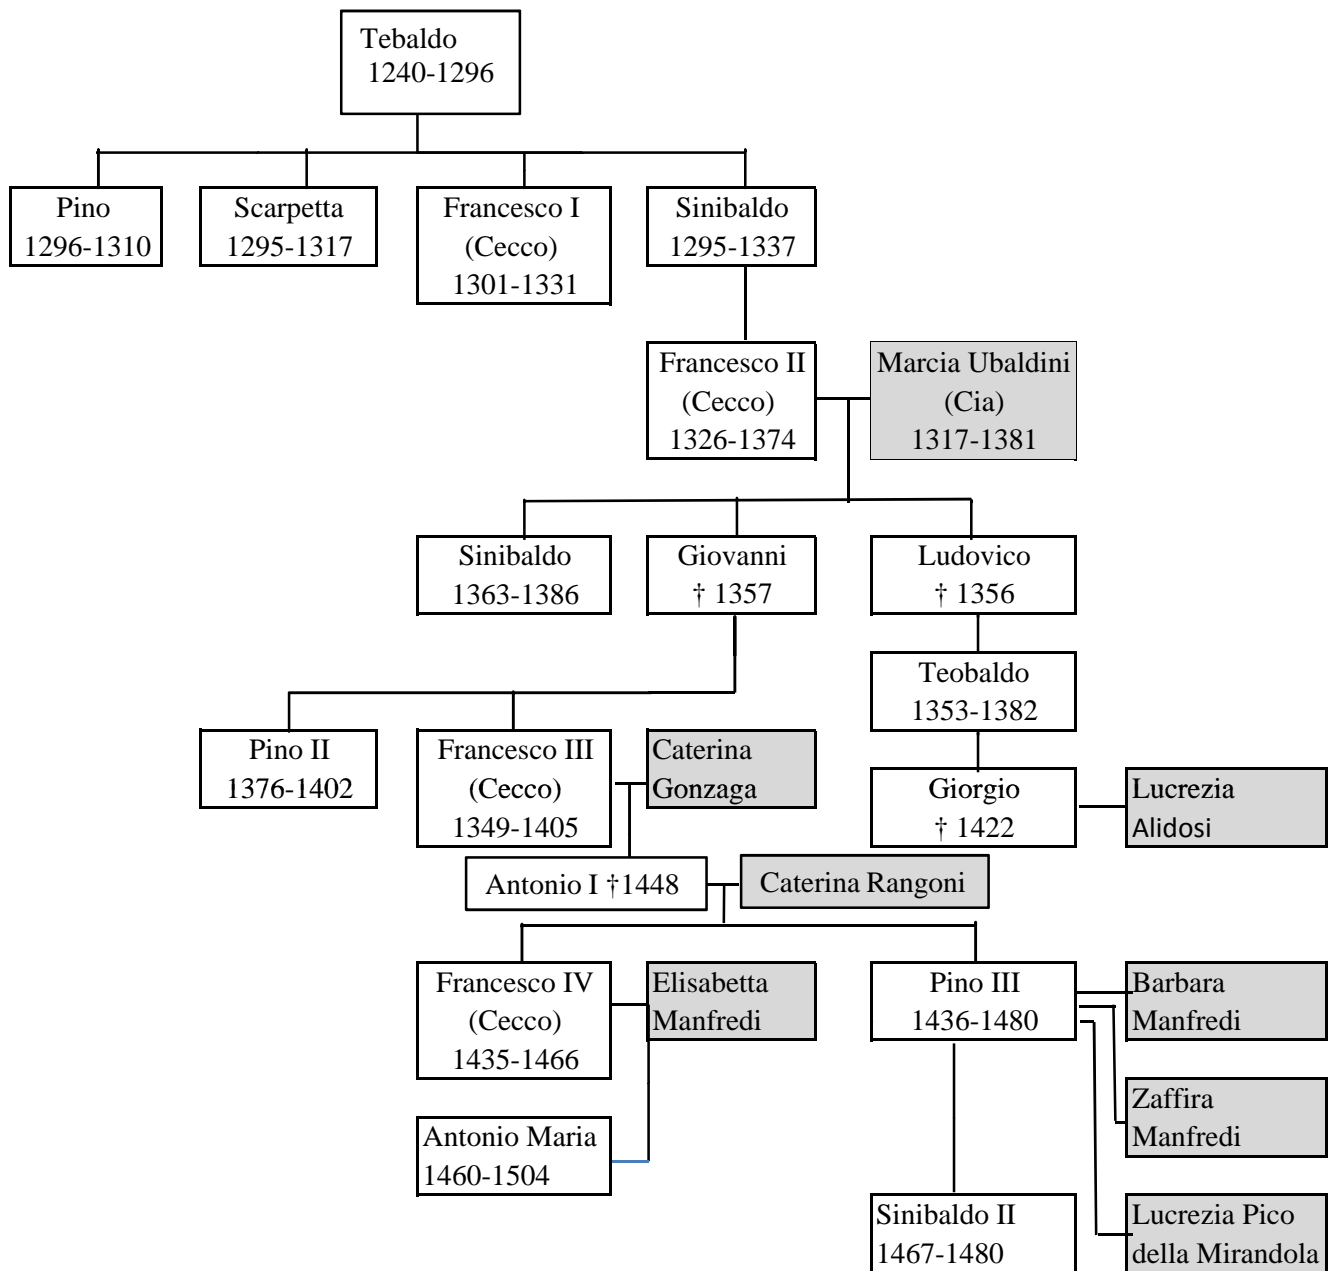 Tebaldo
1240-1296
Pino
1296-1310
Scarpetta
1295-1317
Francesco I
(Cecco)
1301-1331
Sinibaldo
1295-1337
Francesco II
(Cecco)
1326-1374
Marcia Ubaldini
(Cia)
1317-1381
Sinibaldo
1363-1386
Giovanni
† 1357
Ludovico
† 1356
Teobaldo
1353-1382
Pino II
1376-1402
Francesco III
(Cecco)
1349-1405
Caterina
Gonzaga
Giorgio
† 1422
Lucrezia
Alidosi
Antonio I †1448
Caterina Rangoni
Francesco IV
(Cecco)
1435-1466
Elisabetta
Manfredi
Pino III
1436-1480
Barbara
Manfredi
Zaffira
Manfredi
Antonio Maria
1460-1504
Sinibaldo II
1467-1480
Lucrezia Pico
della Mirandola